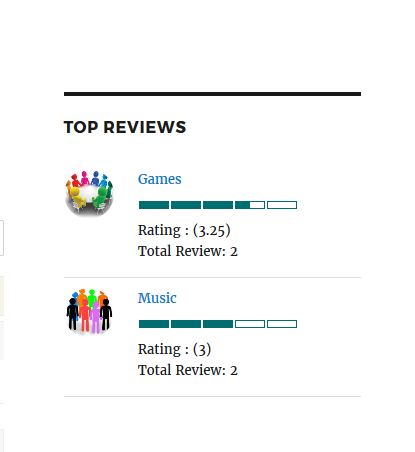 TOP REVIEWS
Games
Rating : (3.25)
Total Review: 2
Music
Rating : (3)
Total Review: 2